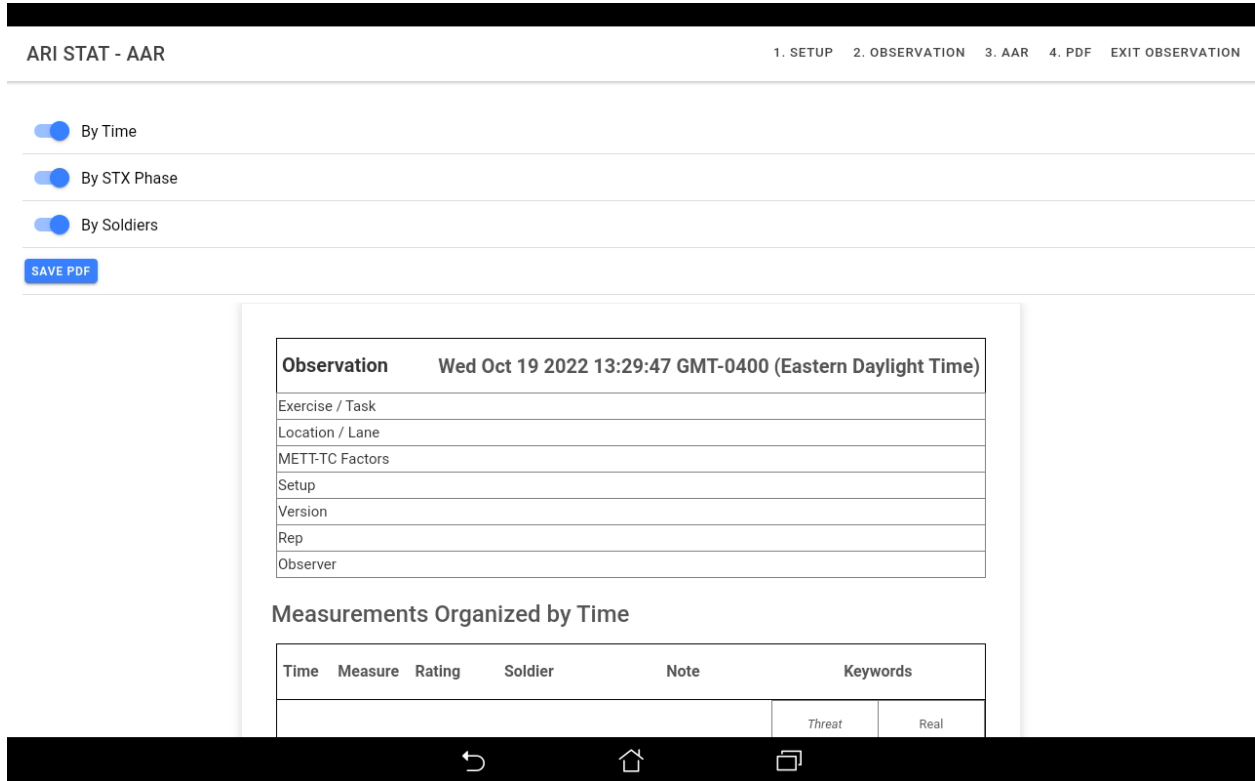 ARI STAT - AAR
1. SETUP 2. OBSERVATION 3. AAR 4. PDF EXIT OBSERVATION
By Time
By STX Phase
By Soldiers
SAVE PDF
Observation Wed Oct 19 2022 13:29:47 GMT-0400 (Eastern Daylight Time)
Exercise / Task
Location / Lane
METT-TC Factors
Setup
Version
Rep
Observer
Measurements Organized by Time
Time Measure Rating Soldier Note Keywords
Threat Real